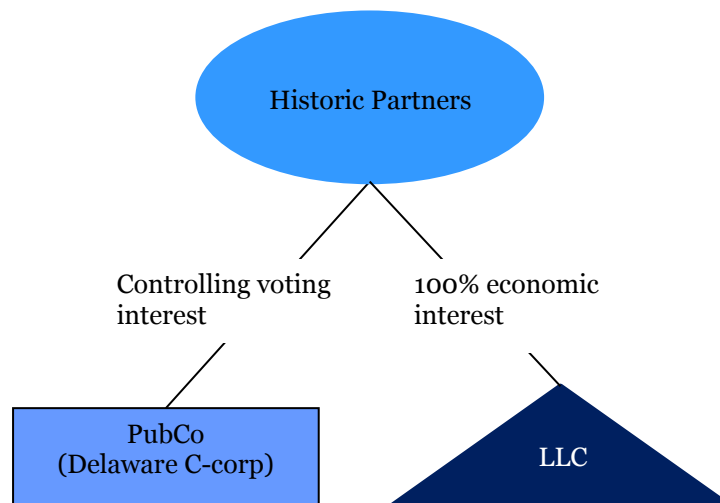 Historic Partners
Controlling voting
interest
100% economic
interest
PubCo
(Delaware C-corp)
LLC